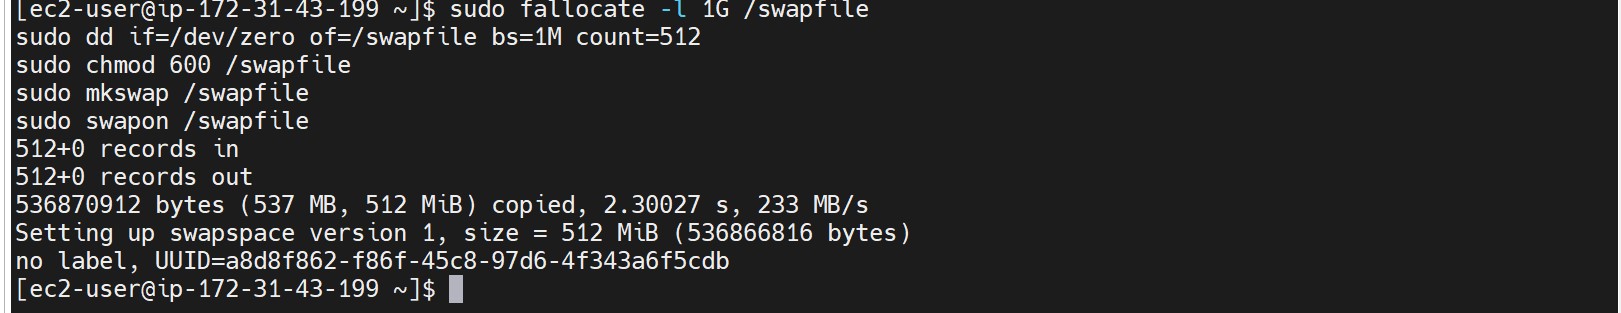 [ec2-user@ip-172-31-43-199 ~]$ sudo fallocate -l 1G /swapfile
sudo dd if=/dev/zero of=/swapfile bs=1M count=512
sudo chmod 600 /swapfile
sudo mkswap /swapfile
sudo swapon /swapfile
512+0 records in
512+0 records out
536870912 bytes (537 MB, 512 MiB) copied, 2.30027 s, 233 MB/s
Setting up swapspace version 1, size = 512 MiB (536866816 bytes)
no label, UUID=a8d8f862-f86f-45c8-97d6-4f343a6f5cdb
[ec2-user@ip-172-31-43-199 ~]$